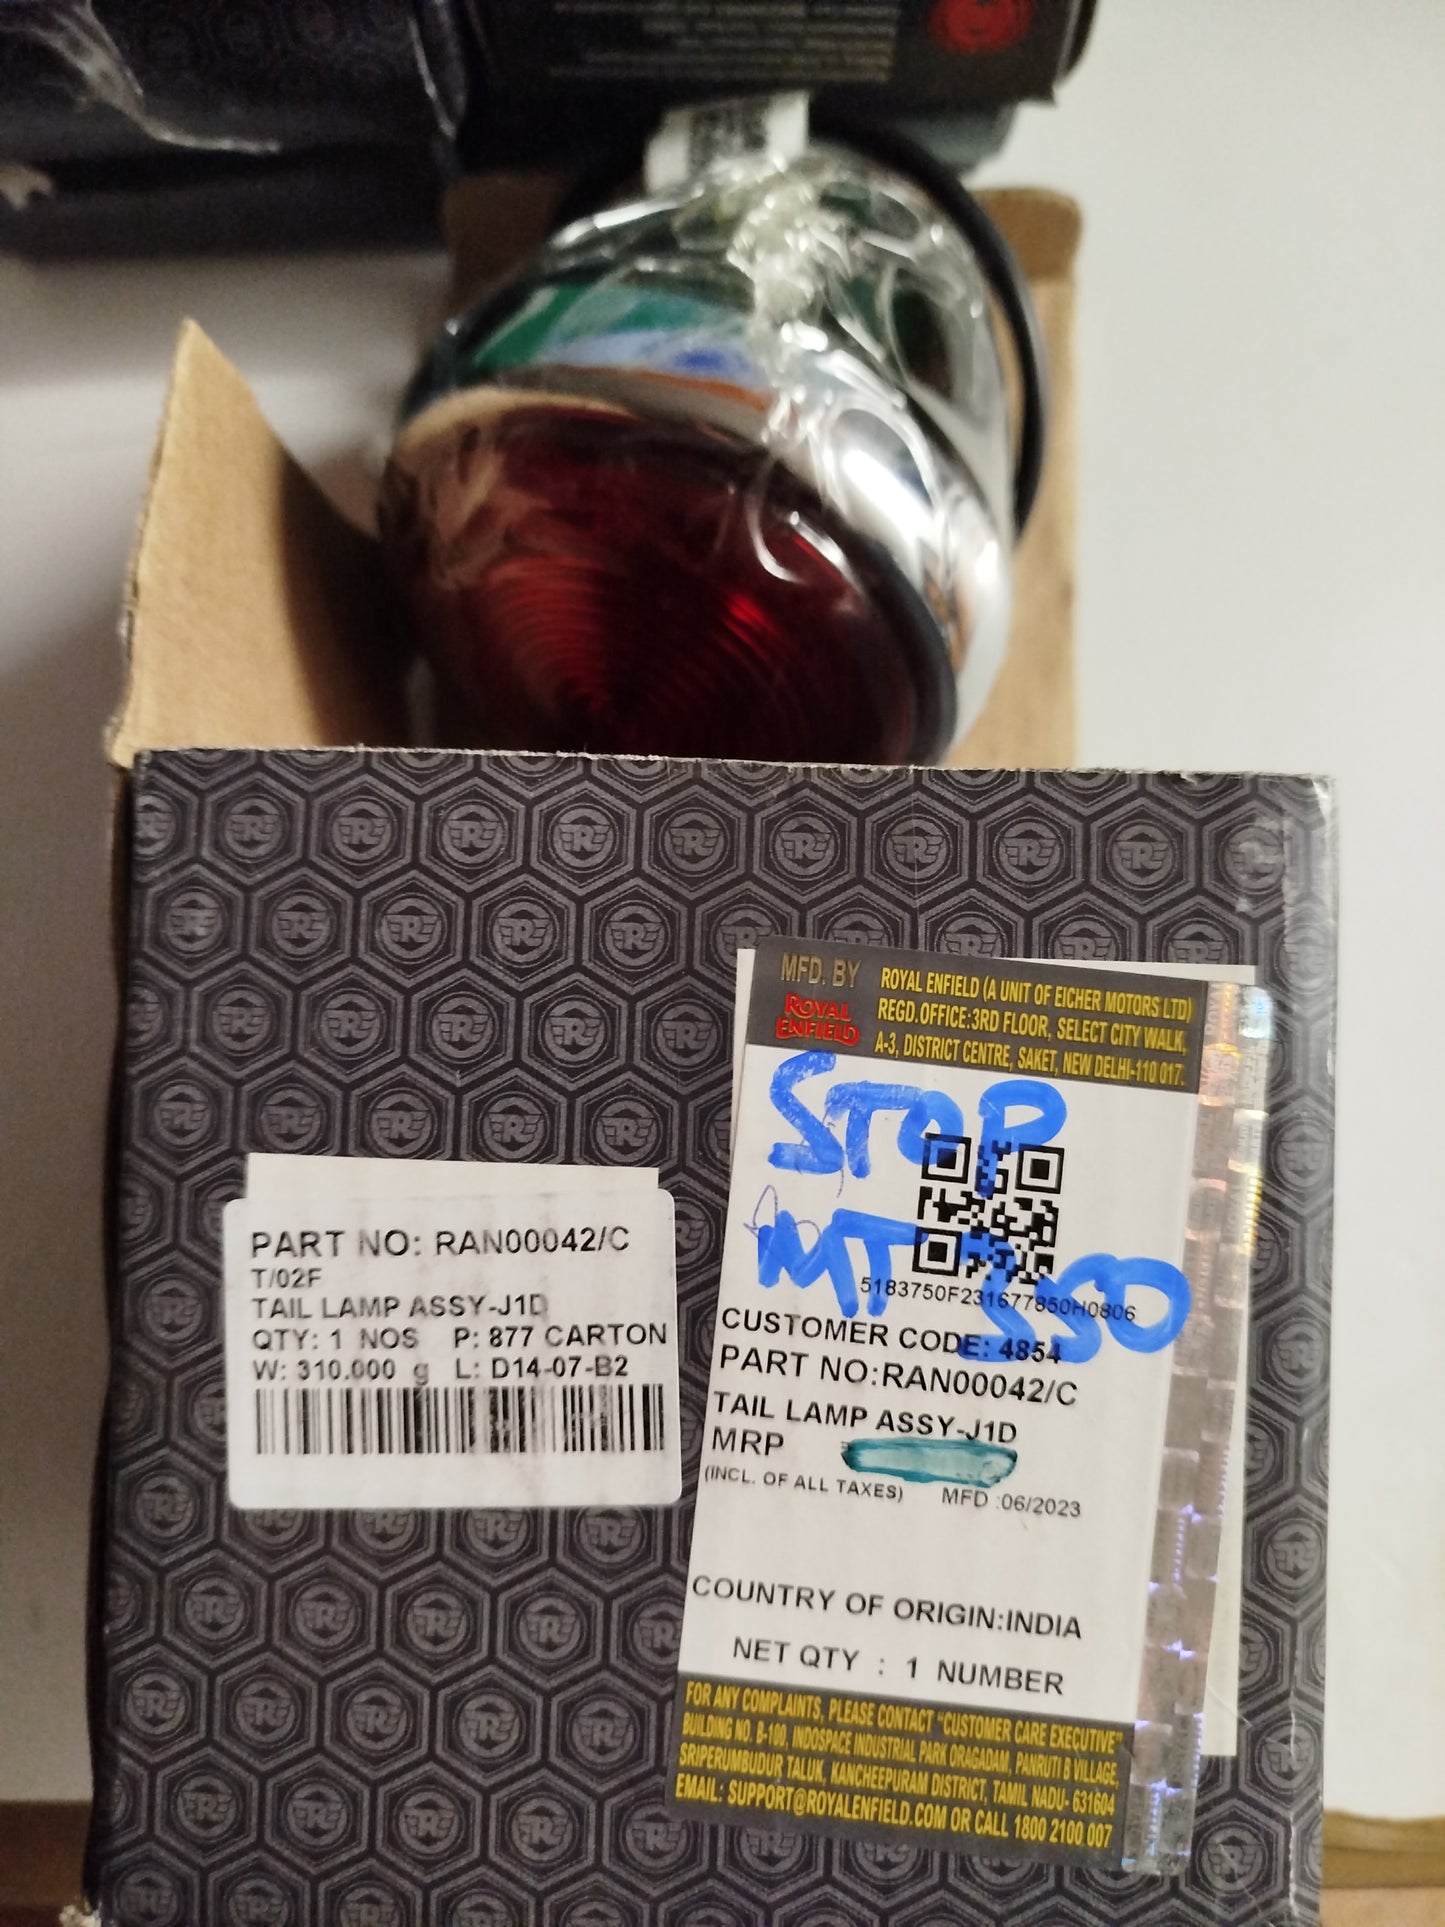 PART NO: RAN00042/C
T/02F
TAIL LAMP ASSY-J1D
QTY: 1 NOS P: 877 CARTON
W: 310.000 g L: D14-07-B2
MFD. BY
ROYAL
ENFIELD
ROYAL ENFIELD (A UNIT OF EICHER MOTORS LTD)
REGD.OFFICE:3RD FLOOR, SELECT CITY WALK,
A-3, DISTRICT CENTRE, SAKET, NEW DELHI-110 017.
STOP
MT 350
5183750F231677850H0806
CUSTOMER CODE: 4854
PART NO:RAN00042/C
TAIL LAMP ASSY-J1D
MRP
(INCL. OF ALL TAXES) MFD :06/2023
COUNTRY OF ORIGIN:INDIA
NET QTY : 1 NUMBER
FOR ANY COMPLAINTS, PLEASE CONTACT "CUSTOMER CARE EXECUTIVE"
BUILDING NO. B-100, INDOSPACE INDUSTRIAL PARK ORAGADAM, PANRUTI B VILLAGE,
SRIPERUMBUDUR TALUK, KANCHEEPURAM DISTRICT, TAMIL NADU- 631604
EMAIL: SUPPORT@ROYALENFIELD.COM OR CALL 1800 2100 007